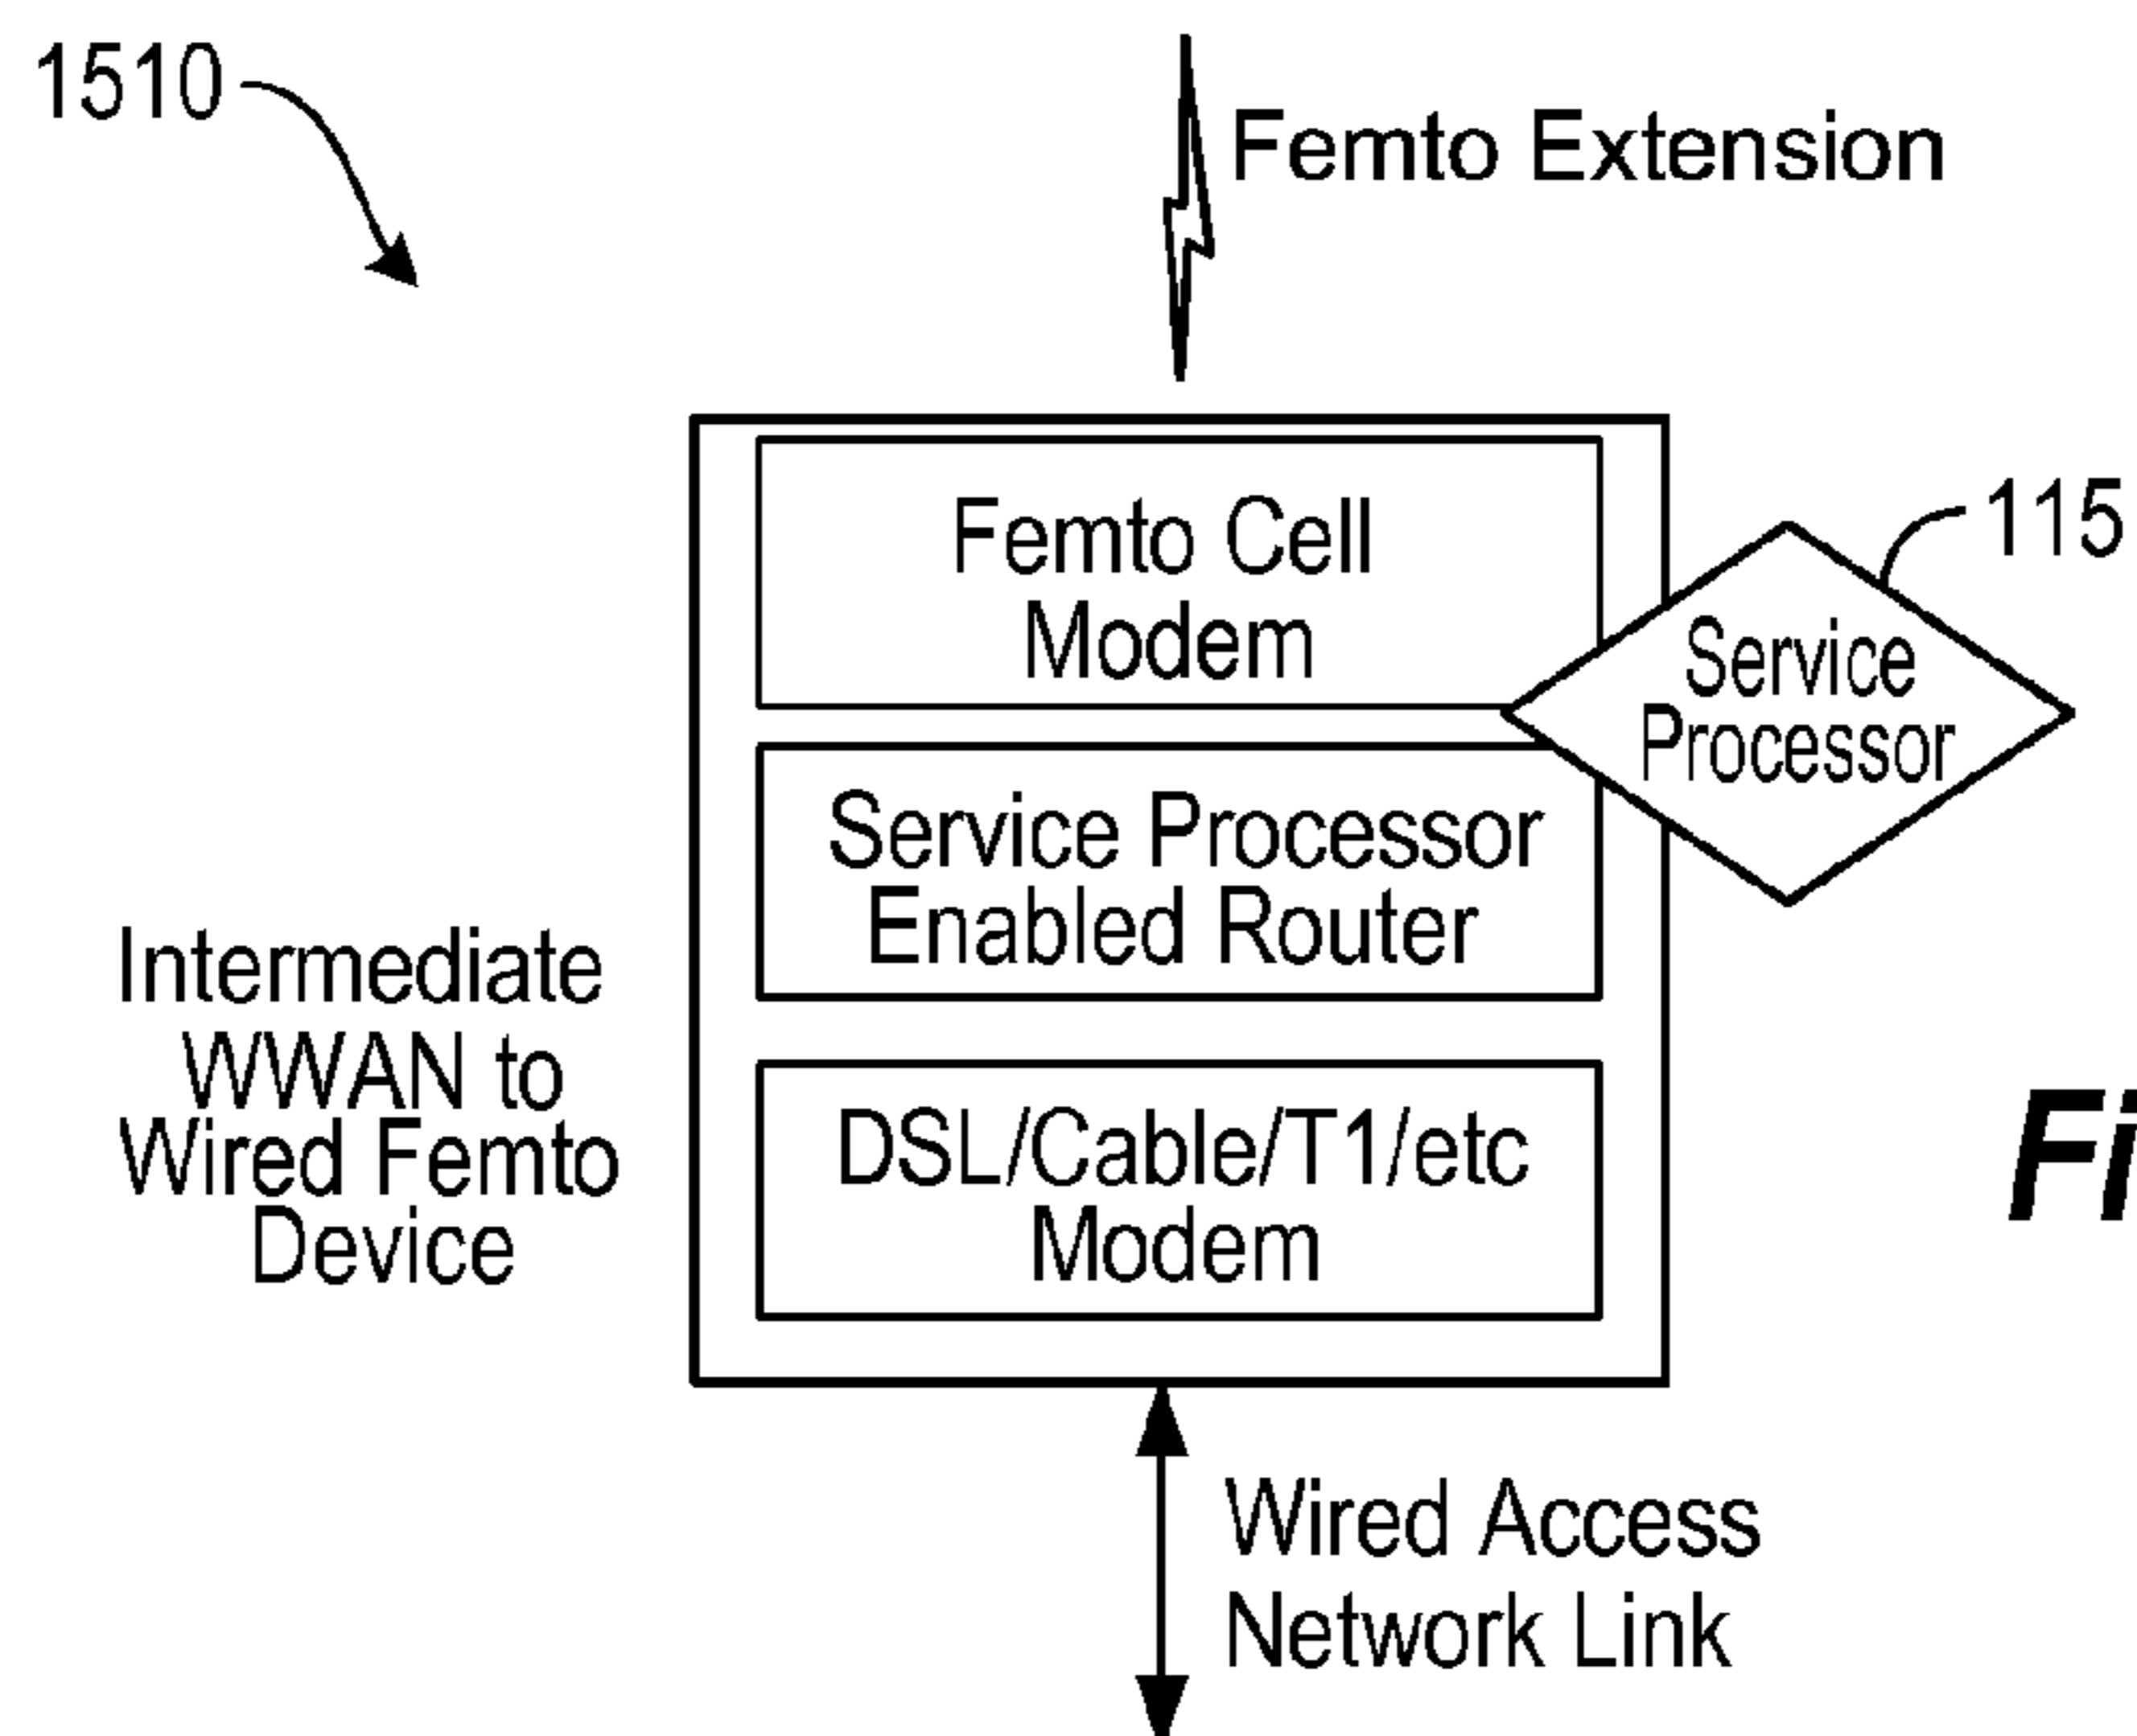 1510
Femto Extension
Femto Cell
Modem
115
Service
Processor
Service Processor
Enabled Router
Intermediate
WWAN to
Wired Femto
Device
DSL/Cable/T1/etc
Modem
Wired Access
Network Link